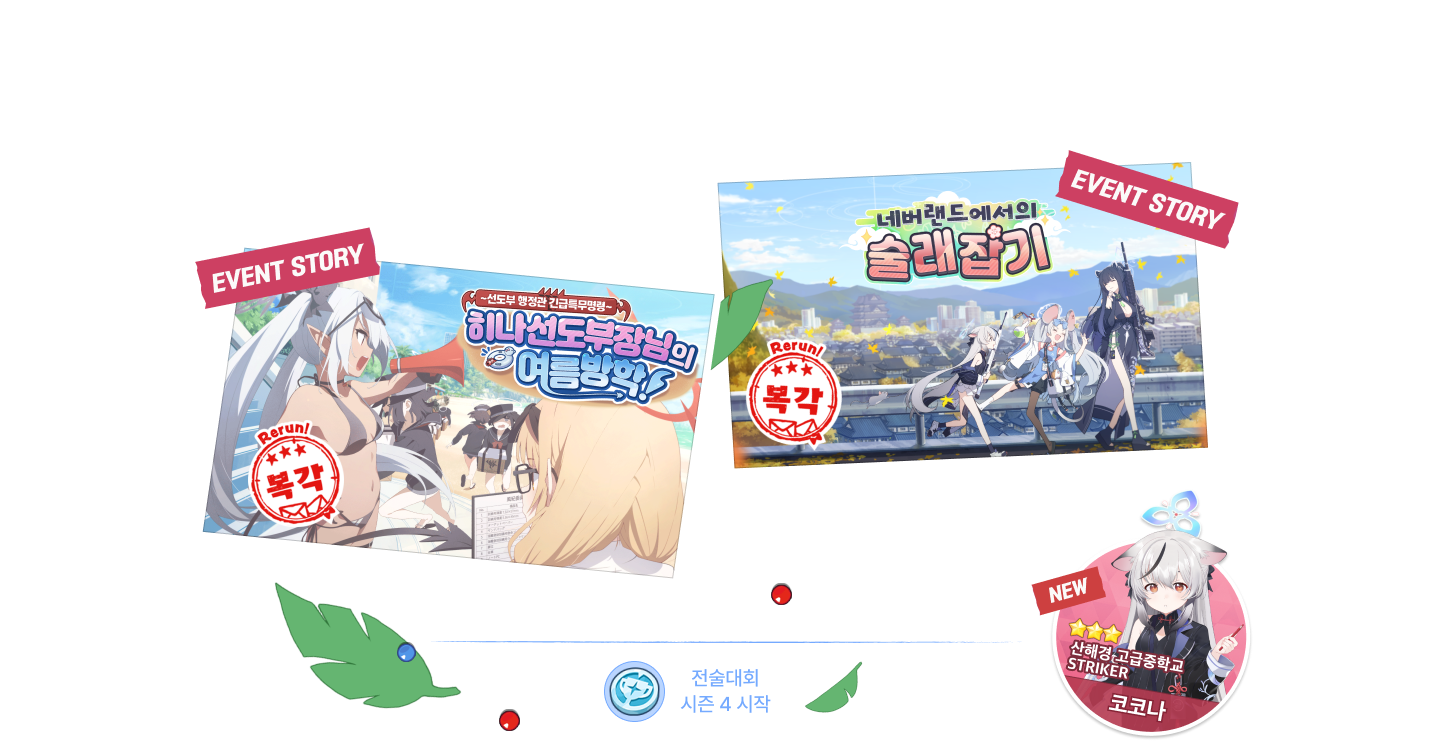 EVENT STORY
~선도부 행정관 긴급특무명령~
히나 선도부장님의
여름방학!
Rerun!
복각
EVENT STORY
네버랜드에서의
술래잡기
Rerun!
복각
NEW
산해경 고급중학교
STRIKER
코코나
전술대회
시즌 4 시작